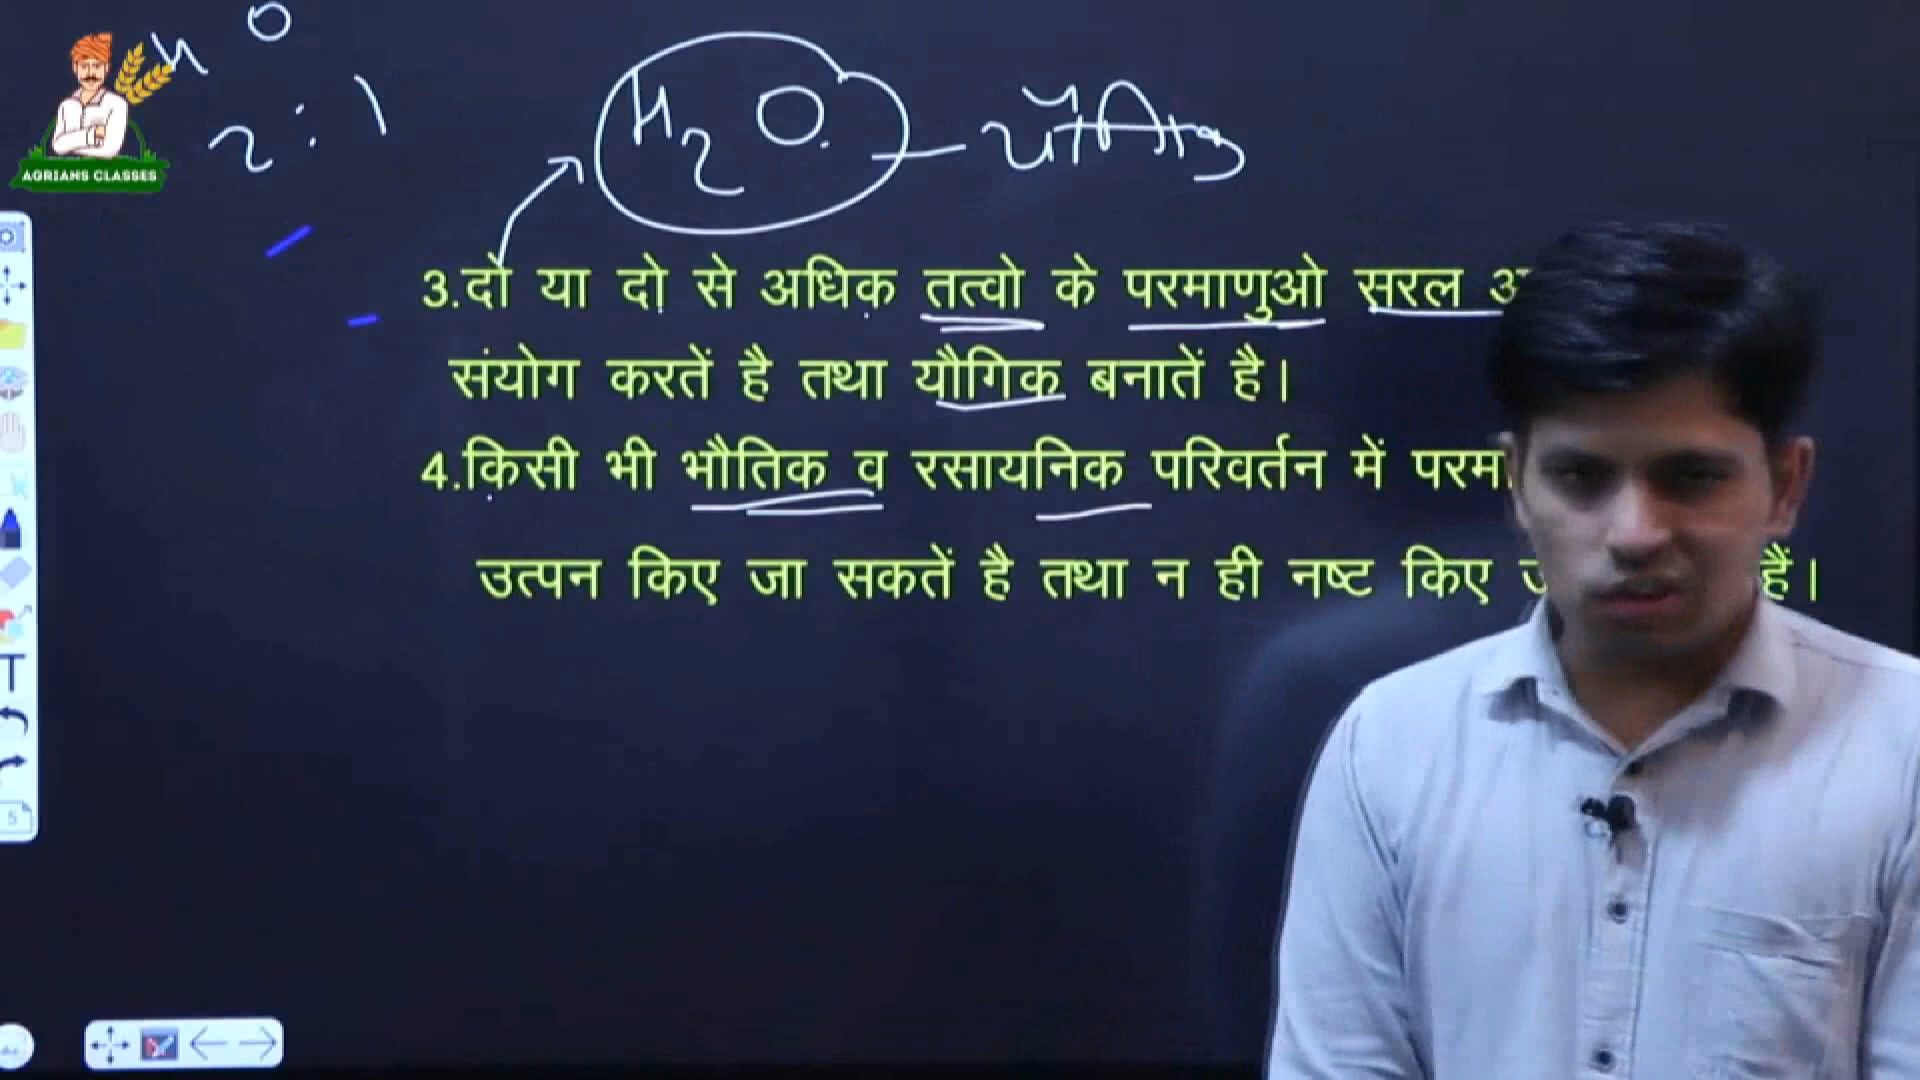 H O
2 : 1
H2O. — यौगिक
AGRIANS CLASSES
3.दो या दो से अधिक तत्वो के परमाणुओ सरल
संयोग करतें है तथा यौगिक बनातें है।
4.किसी भी भौतिक व रसायनिक परिवर्तन में
उत्पन किए जा सकतें है तथा न ही नष्ट किए हैं।
T
5